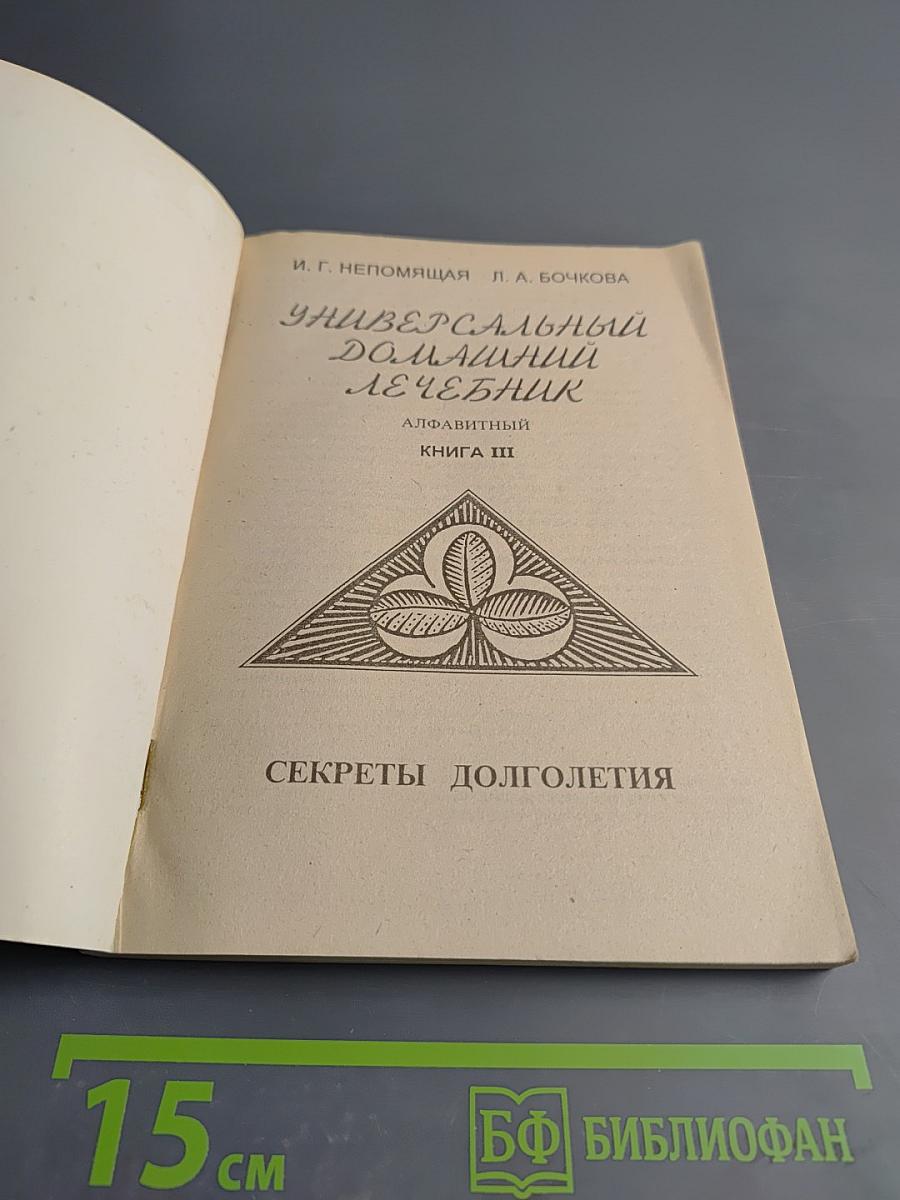 И. Г. НЕПОМЯЩАЯ Л. А. БОЧКОВА
УНИВЕРСАЛЬНЫЙ
ДОМАШНИЙ
ЛЕЧЕБНИК
АЛФАВИТНЫЙ
КНИГА III
СЕКРЕТЫ ДОЛГОЛЕТИЯ
15 см
БФ БИБЛИОФАН